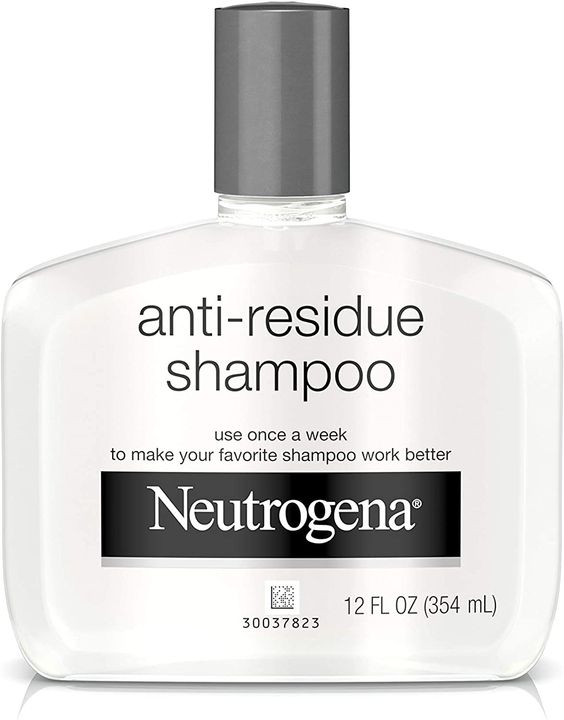 anti-residue
shampoo
use once a week
to make your favorite shampoo work better
Neutrogena®
30037823
12 FL OZ (354 mL)